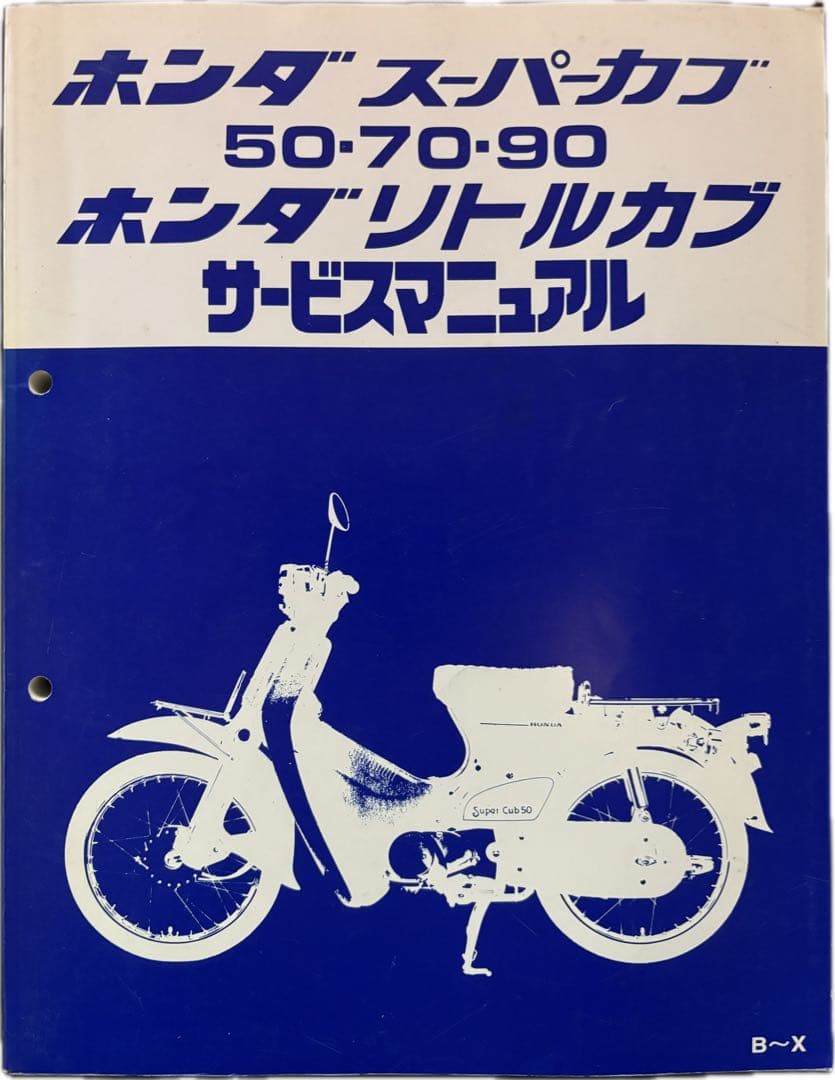 ホンダ スーパーカブ
50・70・90
ホンダ リトルカブ
サービスマニュアル
HONDA
Super Cub 50
B〜X